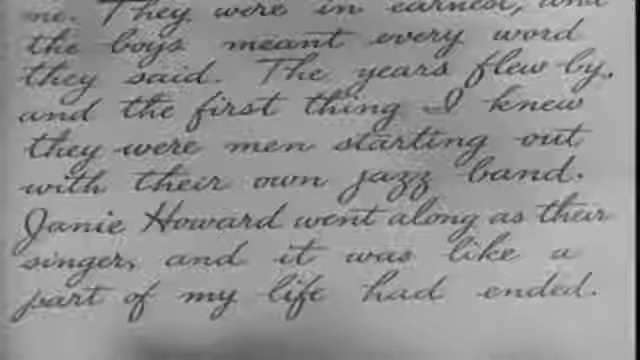 me. They were in earnest, and
the boys meant every word
they said. The years flew by,
and the first thing I knew
they were men starting out
with their own jazz band.
Janie Howard went along as their
singer, and it was like a
part of my life had ended.